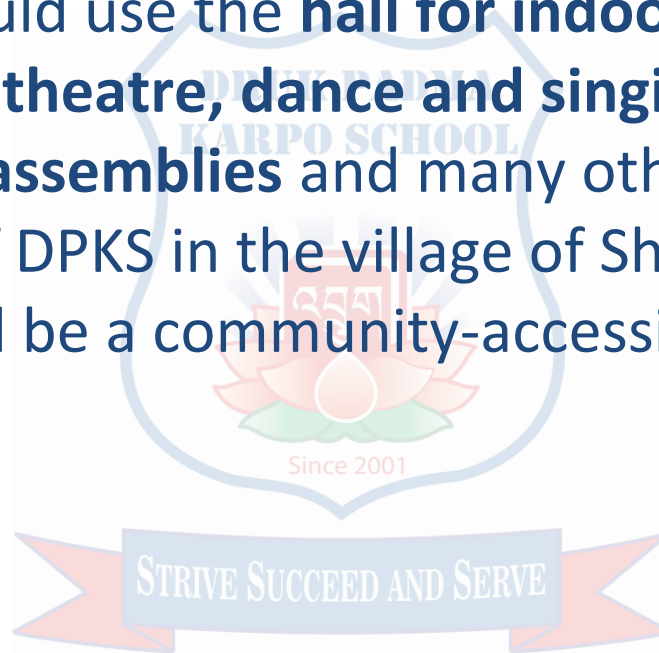 uld use the hall for indoo
theatre, dance and singi
assemblies and many oth
DPKS in the village of Sh
be a community-accessi
DRUK PADMA
KARPO SCHOOL
Since 2001
STRIVE SUCCEED AND SERVE